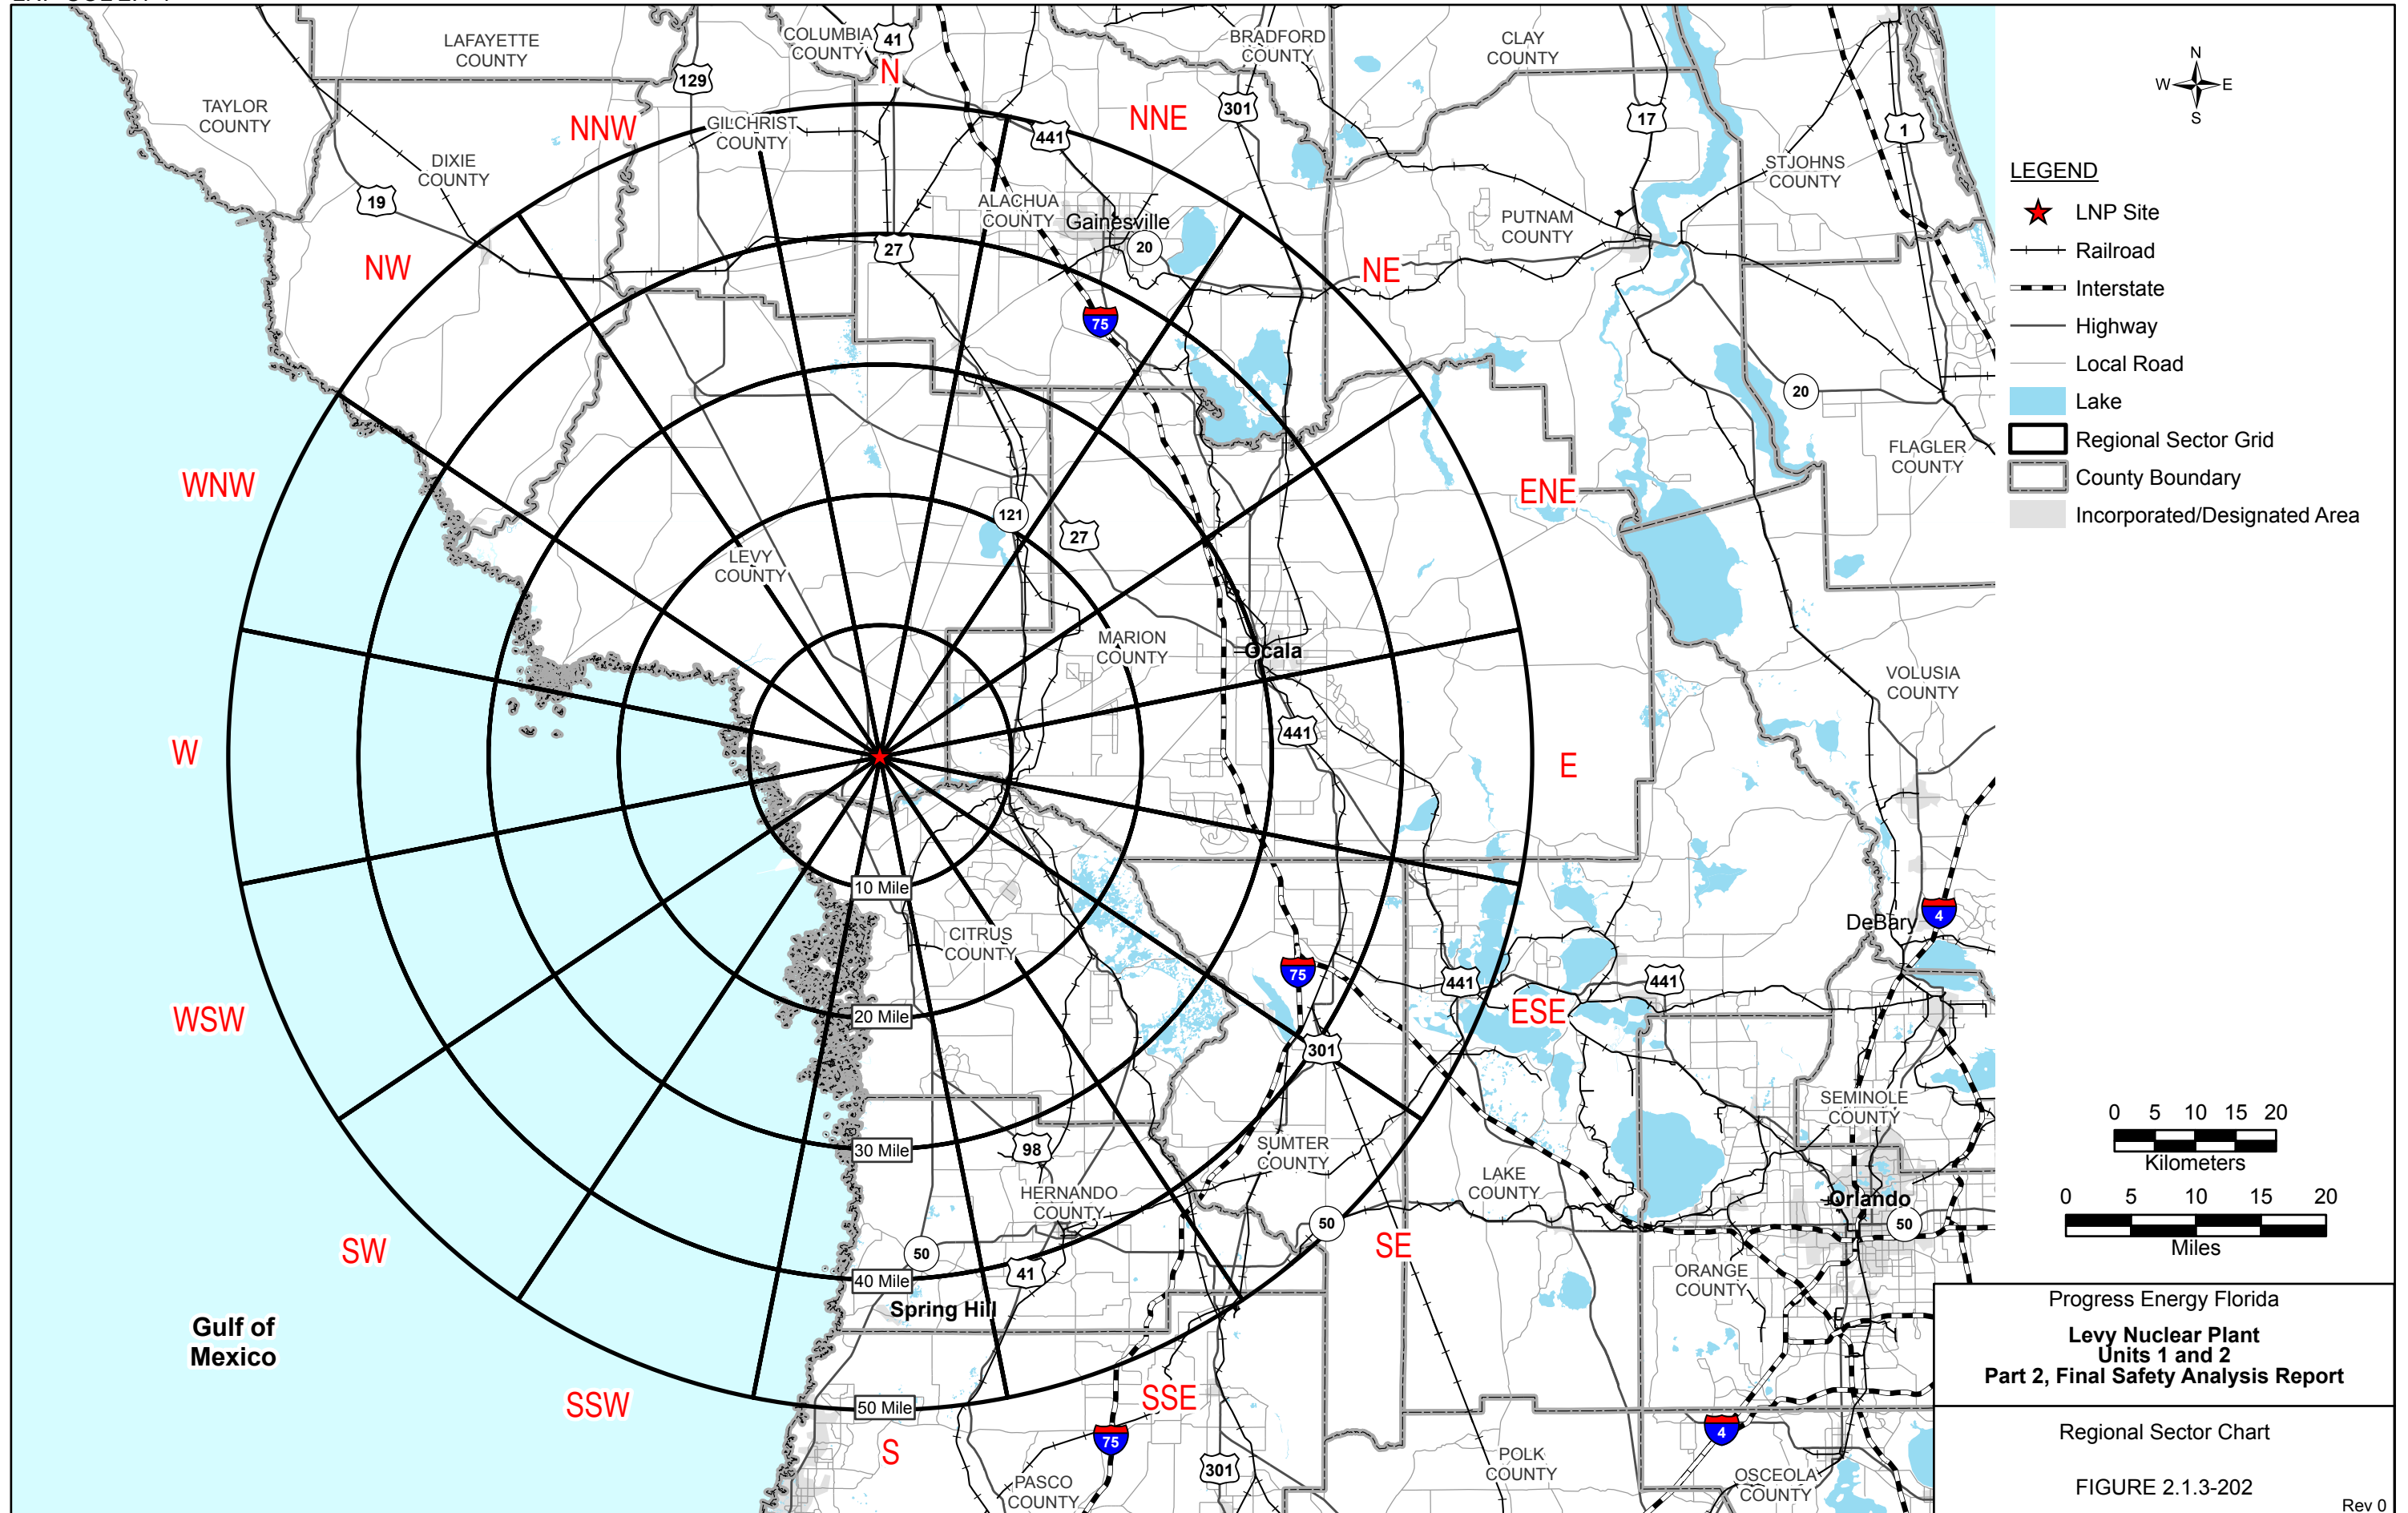 LAFAYETTE
COUNTY
COLUMBIA
COUNTY
41
BRADFORD
COUNTY
CLAY
COUNTY
N
129
N
W
E
S
TAYLOR
COUNTY
NNW
GILCHRIST
COUNTY
441
NNE
301
17
1
DIXIE
COUNTY
STJOHNS
COUNTY
19
ALACHUA
COUNTY
Gainesville
20
PUTNAM
COUNTY
27
NW
NE
75
20
FLAGLER
COUNTY
WNW
ENE
121
27
LEVY
COUNTY
MARION
COUNTY
Ocala
VOLUSIA
COUNTY
441
W
E
10 Mile
CITRUS
COUNTY
DeBary
4
75
441
441
WSW
20 Mile
ESE
301
SEMINOLE
COUNTY
30 Mile
98
SUMTER
COUNTY
LAKE
COUNTY
HERNANDO
COUNTY
Orlando
50
50
50
SW
SE
40 Mile
41
ORANGE
COUNTY
Spring Hill
Gulf of
Mexico
SSW
50 Mile
SSE
S
75
301
4
PASCO
COUNTY
POLK
COUNTY
OSCEOLA
COUNTY
LEGEND
LNP Site
Railroad
Interstate
Highway
Local Road
Lake
Regional Sector Grid
County Boundary
Incorporated/Designated Area
0 5 10 15 20
Kilometers
0 5 10 15 20
Miles
Progress Energy Florida
Levy Nuclear Plant
Units 1 and 2
Part 2, Final Safety Analysis Report
Regional Sector Chart
FIGURE 2.1.3-202
Rev 0